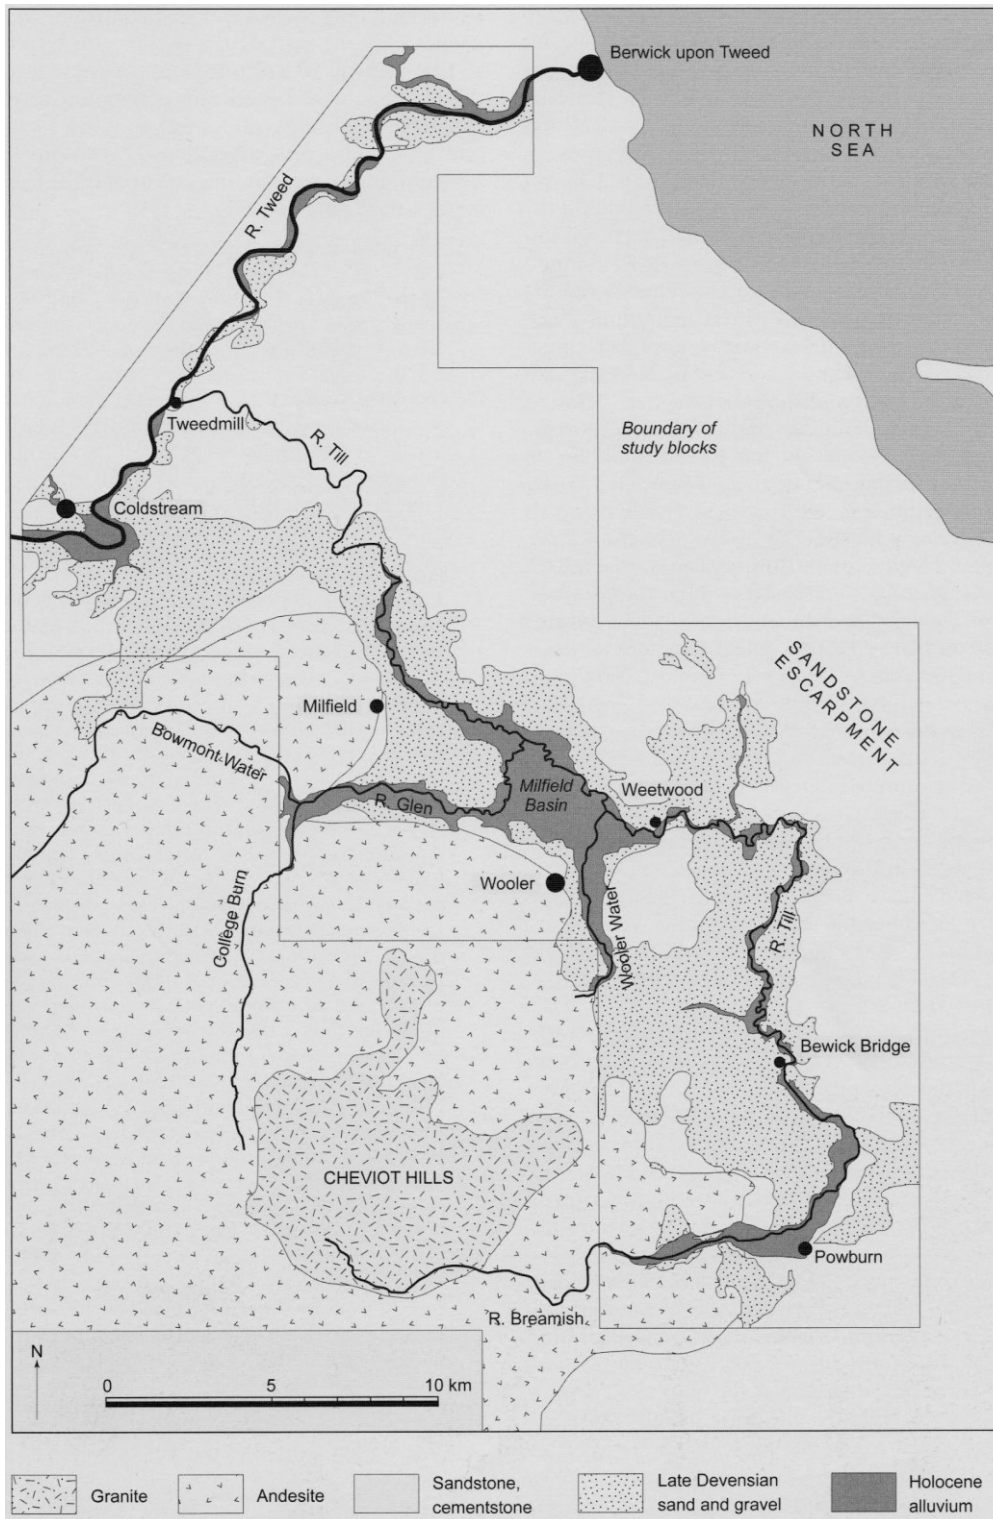 Berwick upon Tweed
NORTH
SEA
R. Tweed
Tweedmill
R. Till
Boundary of
study blocks
Coldstream
SANDSTONE
ESCARPMENT
Milfield
Bowmont Water
R. Glen
Milfield
Basin
Weetwood
Wooler
College Burn
Wooler Water
R. Till
Bewick Bridge
CHEVIOT HILLS
Powburn
R. Breamish
N
0 5 10 km
Granite
Andesite
Sandstone,
cementstone
Late Devensian
sand and gravel
Holocene
alluvium